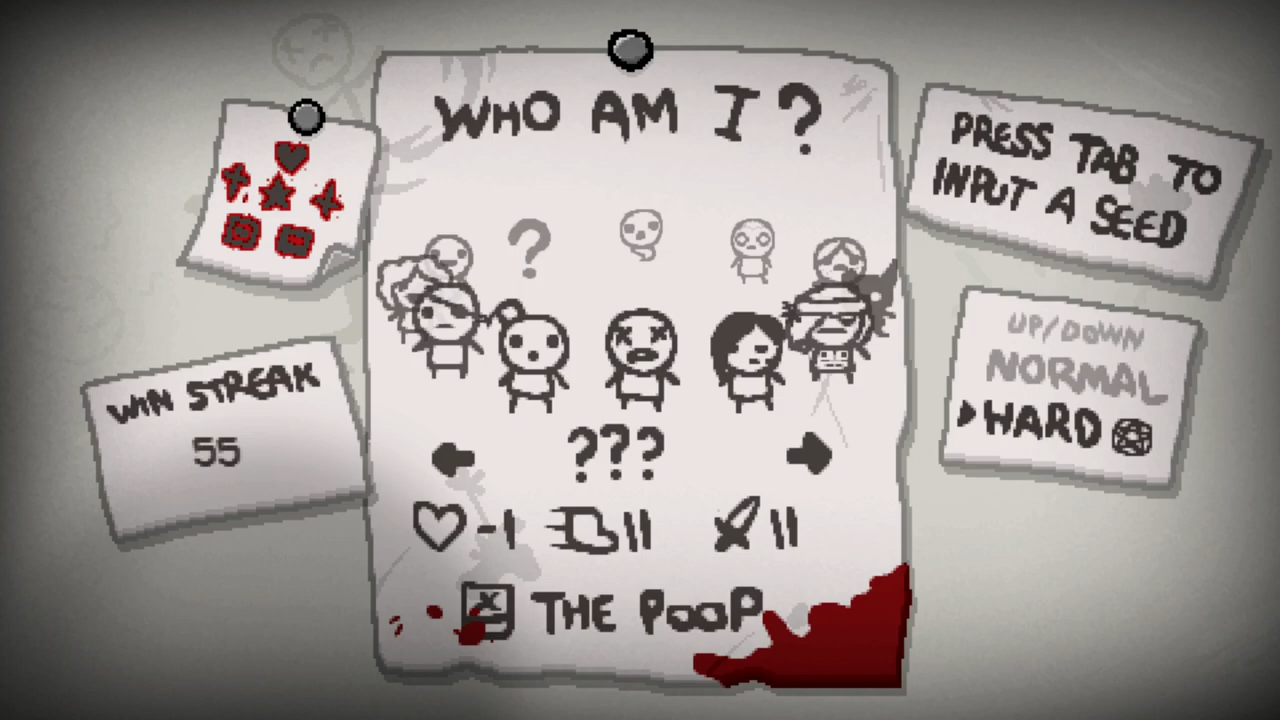 WHO AM I?
PRESS TAB TO
INPUT A SEED
WIN STREAK
55
UP/DOWN
NORMAL
HARD
?
???
-1
THE POOP